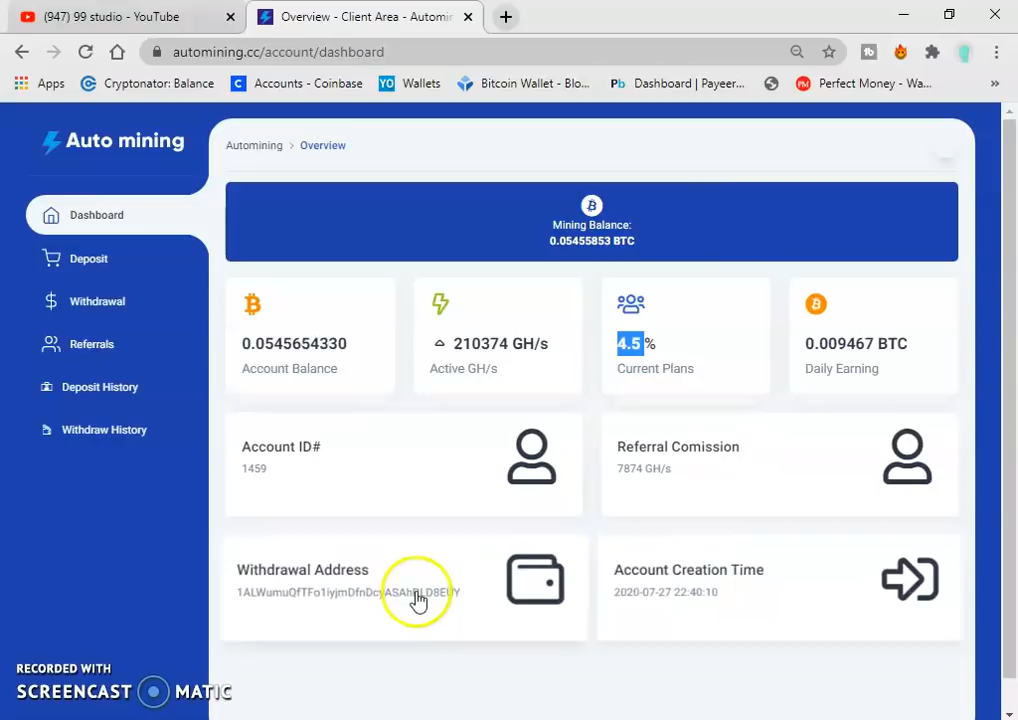 (947) 99 studio - YouTube
Overview - Client Area - Automin
automining.cc/account/dashboard
Apps
Cryptonator: Balance
C Accounts - Coinbase
YO Wallets
Bitcoin Wallet - Blo...
Pb Dashboard | Payeer...
PM Perfect Money - Wa...
»
Auto mining
Automining > Overview
Dashboard
Deposit
Withdrawal
Referrals
Deposit History
Withdraw History
Mining Balance:
0.05455853 BTC
0.0545654330
Account Balance
210374 GH/s
Active GH/s
4.5 %
Current Plans
0.009467 BTC
Daily Earning
Account ID#
1459
Referral Comission
7874 GH/s
Withdrawal Address
Account Creation Time
2020-07-27 22:40:10
RECORDED WITH
SCREENCAST MATIC